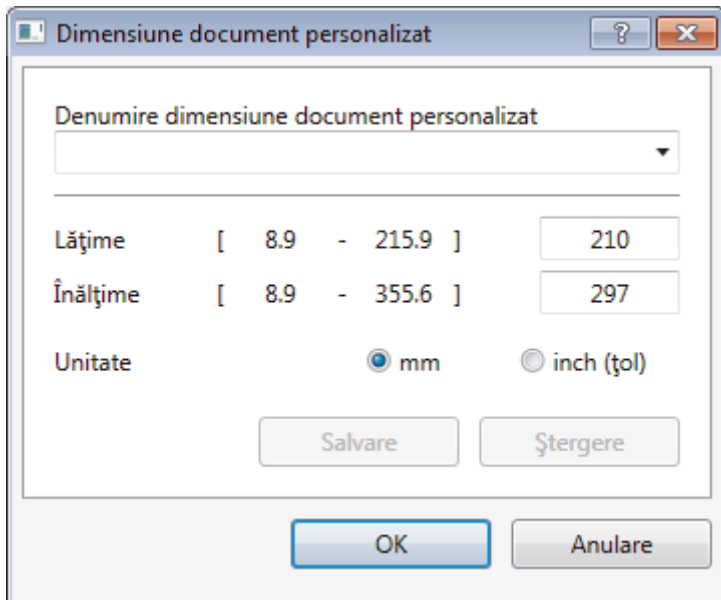 Dimensiune document personalizat
Denumire dimensiune document personalizat
Lăţime [ 8.9 - 215.9 ] 210
Înălţime [ 8.9 - 355.6 ] 297
Unitate mm inch (ţol)
Salvare Ştergere
OK Anulare